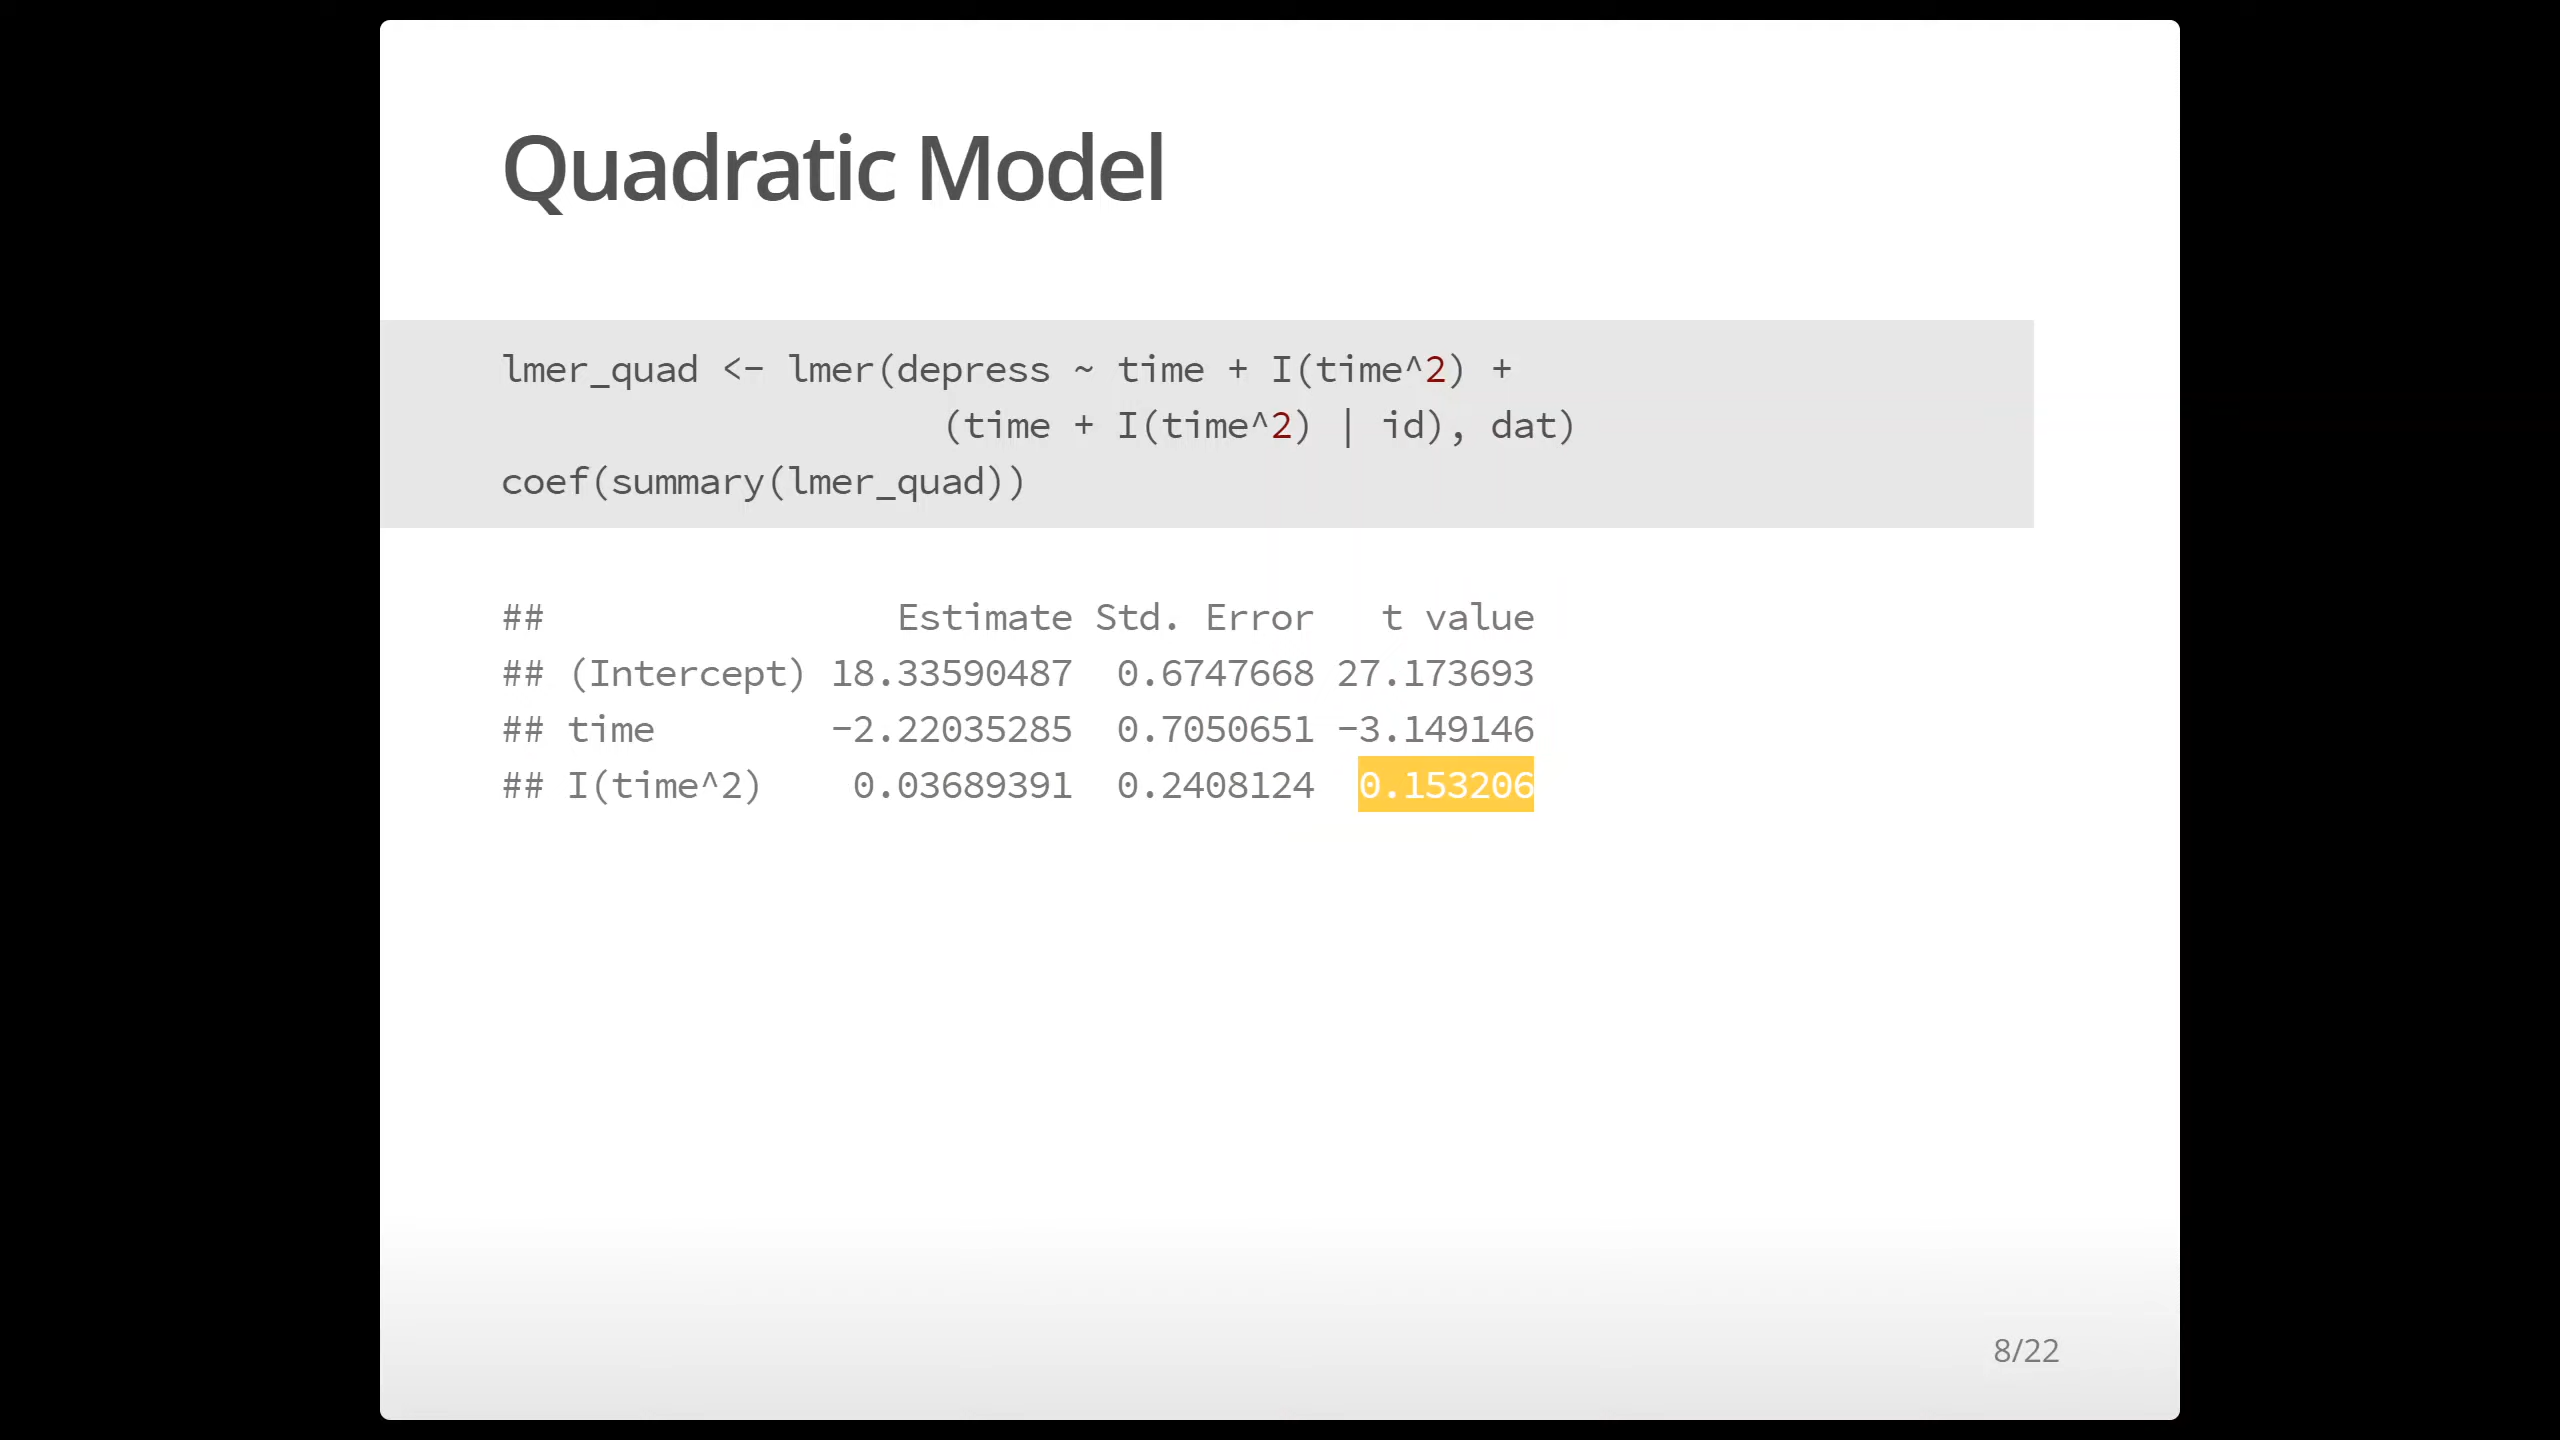 Quadratic Model
lmer_quad <- lmer(depress ~ time + I(time^2) +
(time + I(time^2) | id), dat)
coef(summary(lmer_quad))
## Estimate Std. Error t value
## (Intercept) 18.33590487 0.6747668 27.173693
## time −2.22035285 0.7050651 −3.149146
## I(time^2) 0.03689391 0.2408124 0.153206
8/22